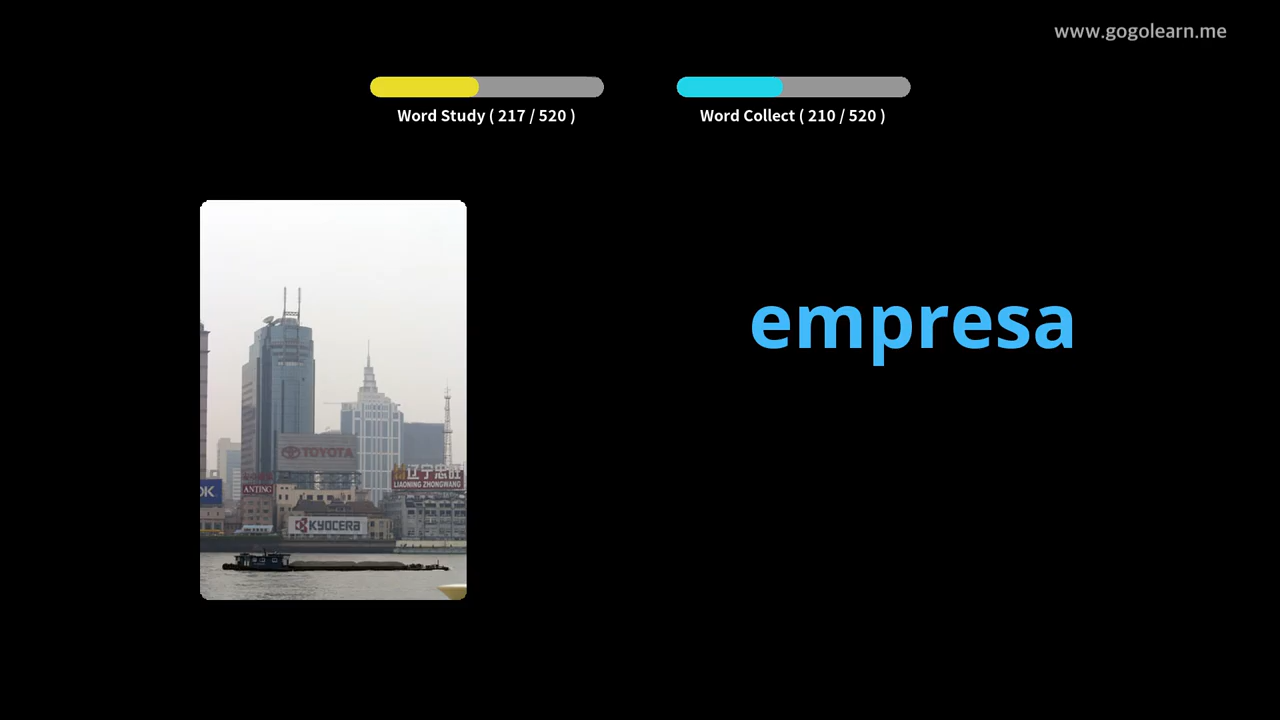 www.gogolearn.me
Word Study ( 217 / 520 )
Word Collect ( 210 / 520 )
empresa
TOYOTA
辽宁忠旺
LIAONING ZHONGWANG
ANTING
KYOCERA